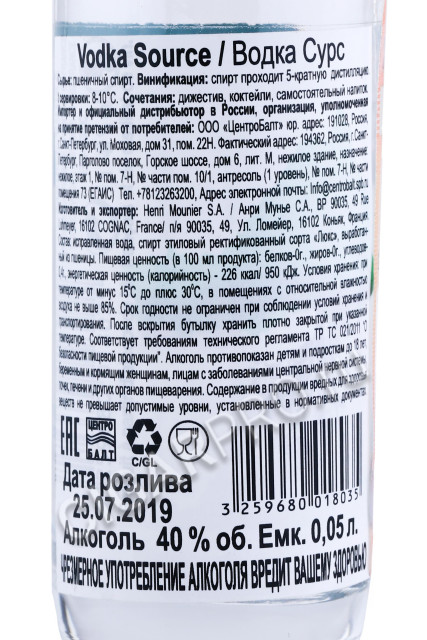 Vodka Source / Водка Сурс
Сырье: пшеничный спирт. Винификация: спирт проходит 5-кратную дистилляцию.
сервировки: 8-10°С. Сочетания: дижестив, коктейли, самостоятельный напиток.
Импортер и официальный дистрибьютор в России, организация, уполномоченная
на принятие претензий от потребителей: ООО «ЦентроБалт» юр. адрес: 191028, Россия,
Санкт-Петербург, ул. Моховая, дом 31, пом. 22Н. Фактический адрес: 194362, Россия, г.Санкт-
Петербург, Парголово поселок, Горское шоссе, дом 6, лит. М, нежилое здание, назначение
нежилое, этаж 1, № пом. 7-Н, № части пом. 10/1, антресоль (1 уровень), № пом. 7-Н, № части
помещения 73 (ЕГАИС) Тел. +78123263200, Адрес электронной почты: Info@centrobalt.spb.ru
Изготовитель и экспортер: Henri Mounier S.A. / Анри Мунье С.А., BP 90035, 49, Rue
Lohmeyer, 16102 COGNAC, France/ п/я 90035, 49, Ул. Ломейер, 16102 Коньяк, Франция.
Состав: исправленная вода, спирт этиловый ректификованный сорта «Люкс», выработан-
ный из пшеницы. Пищевая ценность (в 100 мл продукта): белков-0г., жиров-0г., углеводов-
0,4г., энергетическая ценность (калорийность) - 226 ккал/ 950 кДж. Условия хранения: при
температуре от минус 15°С до плюс 30°С, в помещениях с относительной влажностью
воздуха не выше 85%. Срок годности не ограничен при соблюдении условий хранения и
транспортирования. После вскрытия бутылку хранить плотно закрытой при указанной
температуре. Соответствует требованиям технического регламента ТР ТС 021/2011 "О
безопасности пищевой продукции". Алкоголь противопоказан детям и подросткам до 18 лет,
беременным и кормящим женщинам, лицам с заболеваниями центральной нервной системы,
почек, печени и других органов пищеварения. Содержание в продукции вредных для здоровья
веществ не превышает допустимые уровни, установленные в нормативных документах.
ЕАС ЦЕНТРО БАЛТ C/GL
Дата розлива
25.07.2019
3 259680 018035
Алкоголь 40 % об. Емк. 0,05 л.
ЧРЕЗМЕРНОЕ УПОТРЕБЛЕНИЕ АЛКОГОЛЯ ВРЕДИТ ВАШЕМУ ЗДОРОВЬЮ